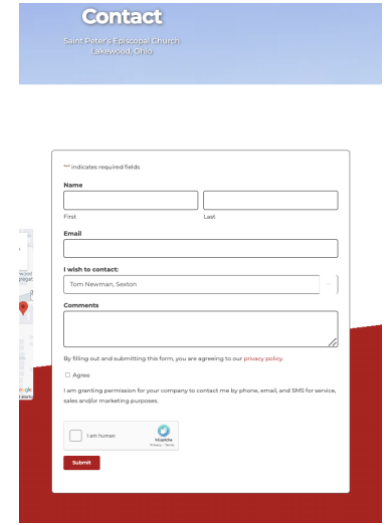 Contact
Saint Peter's Episcopal Church
Lakewood, Ohio
"*" indicates required fields
Name
First Last
Email
I wish to contact:
Tom Newman, Sexton
Comments
By filling out and submitting this form, you are agreeing to our privacy policy.
Agree
I am granting permission for your company to contact me by phone, email, and SMS for service,
sales and/or marketing purposes.
I am human
hCaptcha
Privacy - Terms
Submit